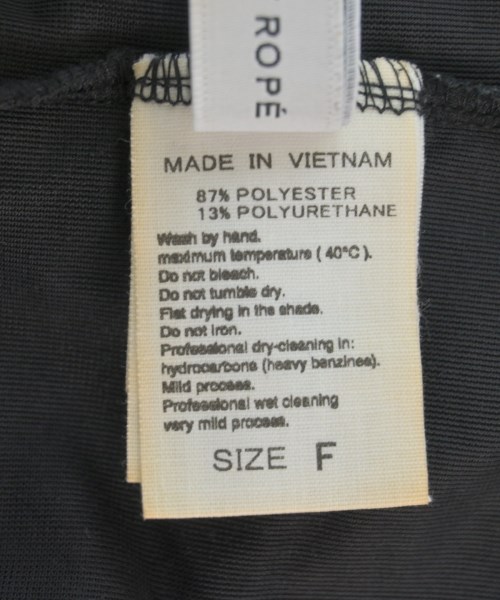 ROPÉ
MADE IN VIETNAM
87% POLYESTER
13% POLYURETHANE
Wash by hand.
maximum temperature ( 40°C ).
Do not bleach.
Do not tumble dry.
Flat drying in the shade.
Do not iron.
Professional dry-cleaning in:
hydrocarbons (heavy benzines).
Mild process.
Professional wet cleaning
very mild process.
SIZE F